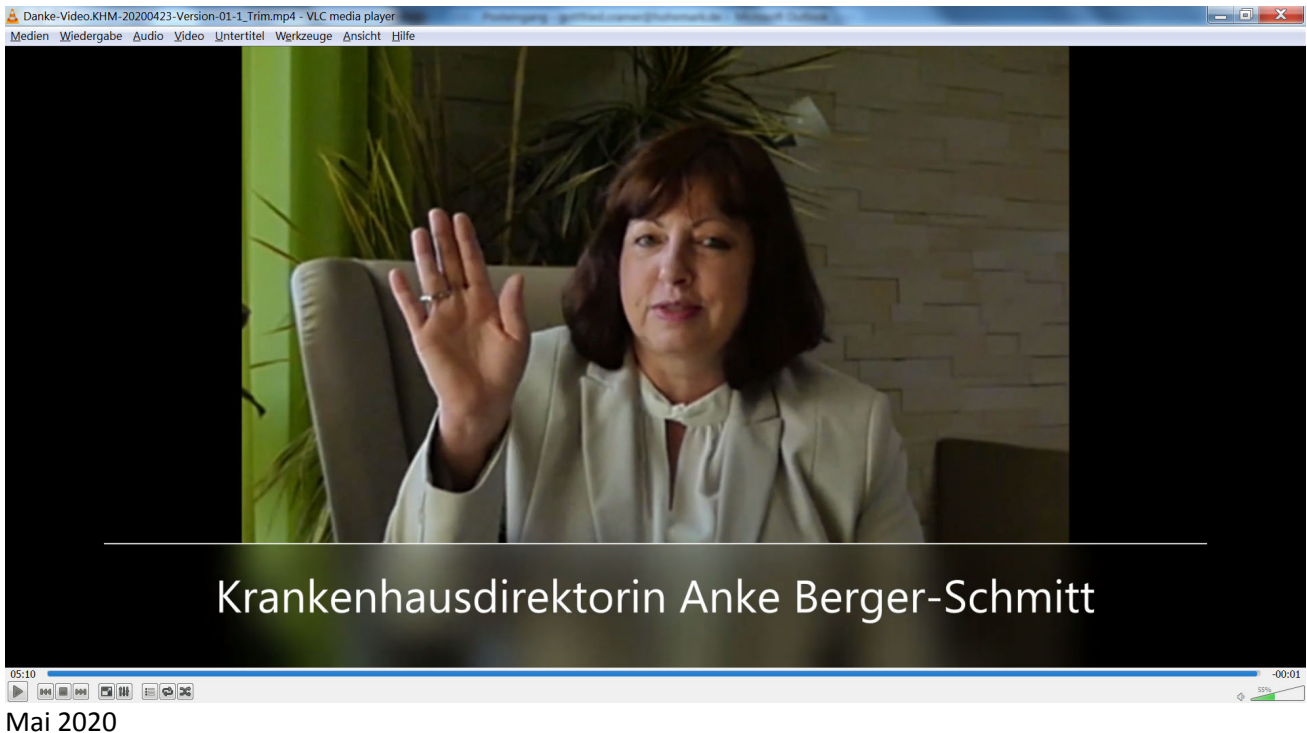 Danke-Video.KHM-20200423-Version-01-1_Trim.mp4 - VLC media player
Medien Wiedergabe Audio Video Untertitel Werkzeuge Ansicht Hilfe
Krankenhausdirektorin Anke Berger-Schmitt
05:10
-00:01
55%
Mai 2020